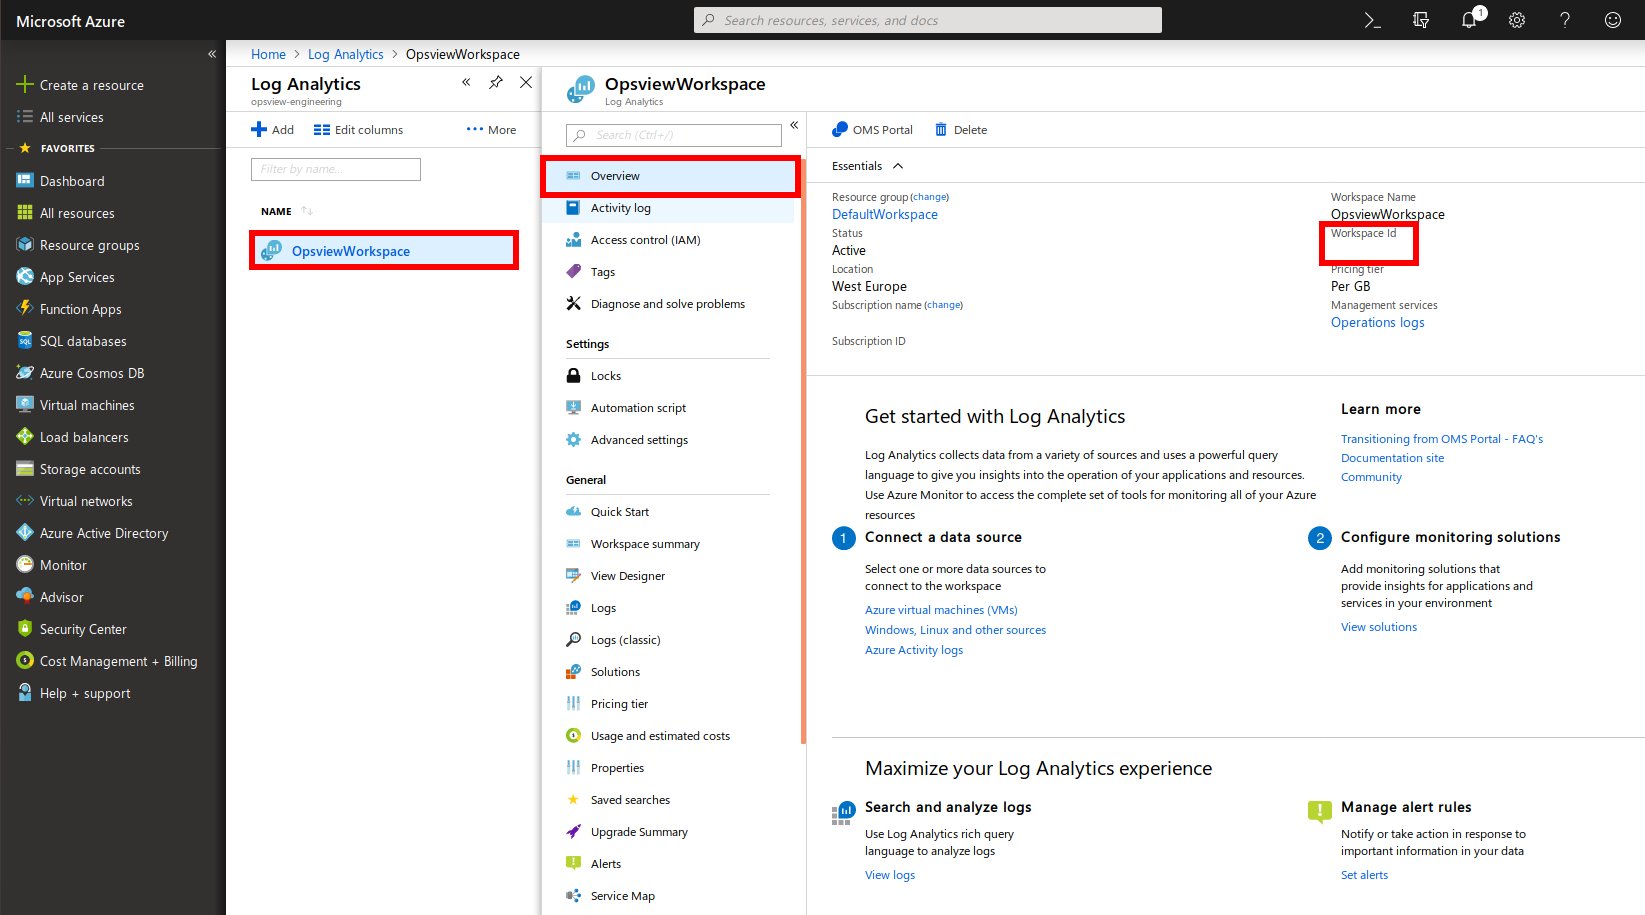 Microsoft Azure
Search resources, services, and docs
1
Create a resource
All services
FAVORITES
Dashboard
All resources
Resource groups
App Services
Function Apps
SQL databases
Azure Cosmos DB
Virtual machines
Load balancers
Storage accounts
Virtual networks
Azure Active Directory
Monitor
Advisor
Security Center
Cost Management + Billing
Help + support
Home > Log Analytics > OpsviewWorkspace
Log Analytics
opsview-engineering
Add
Edit columns
More
Filter by name...
NAME
OpsviewWorkspace
OpsviewWorkspace
Log Analytics
Search (Ctrl+/)
Overview
Activity log
Access control (IAM)
Tags
Diagnose and solve problems
Settings
Locks
Automation script
Advanced settings
General
Quick Start
Workspace summary
View Designer
Logs
Logs (classic)
Solutions
Pricing tier
Usage and estimated costs
Properties
Saved searches
Upgrade Summary
Alerts
Service Map
OMS Portal
Delete
Essentials
Resource group (change)
DefaultWorkspace
Status
Active
Location
West Europe
Subscription name (change)
Subscription ID
Workspace Name
OpsviewWorkspace
Workspace Id
Pricing tier
Per GB
Management services
Operations logs
Get started with Log Analytics
Log Analytics collects data from a variety of sources and uses a powerful query
language to give you insights into the operation of your applications and resources.
Use Azure Monitor to access the complete set of tools for monitoring all of your Azure
resources
Learn more
Transitioning from OMS Portal - FAQ's
Documentation site
Community
1
Connect a data source
Select one or more data sources to
connect to the workspace
Azure virtual machines (VMs)
Windows, Linux and other sources
Azure Activity logs
2
Configure monitoring solutions
Add monitoring solutions that
provide insights for applications and
services in your environment
View solutions
Maximize your Log Analytics experience
Search and analyze logs
Use Log Analytics rich query
language to analyze logs
View logs
Manage alert rules
Notify or take action in response to
important information in your data
Set alerts